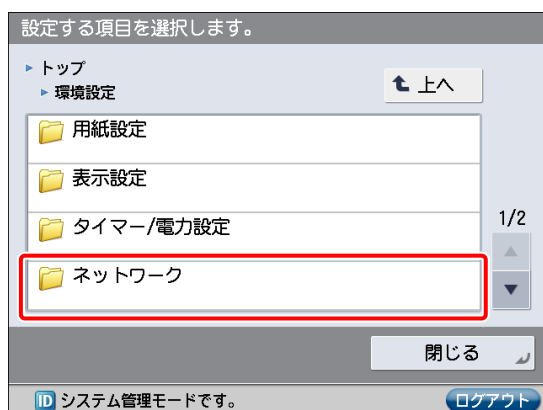 設定する項目を選択します。
トップ
環境設定
上へ
用紙設定
表示設定
タイマー/電力設定
ネットワーク
1/2
閉じる
ID システム管理モードです。
ログアウト